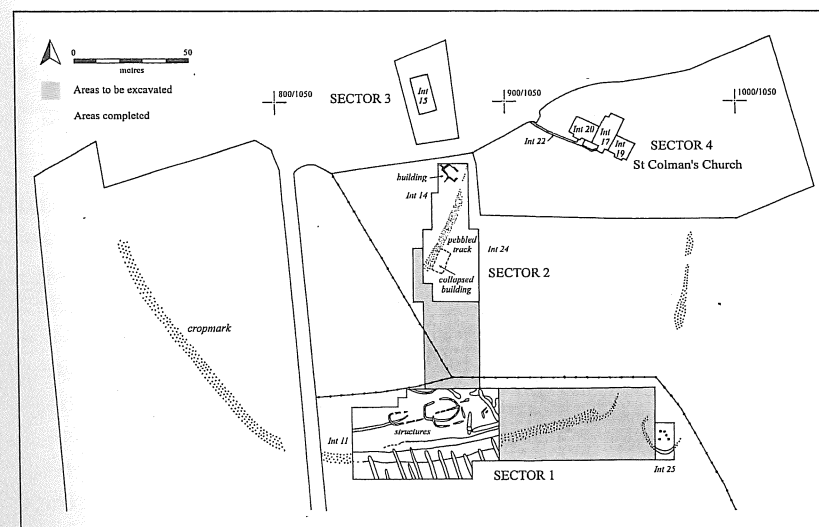 0 50
metres
Areas to be excavated
Areas completed
800/1050
SECTOR 3
Int
15
900/1050
1000/1050
Int 20
Int
17
Int
19
Int 22
SECTOR 4
St Colman's Church
building
Int 14
pebbled
track
Int 24
SECTOR 2
collapsed
building
cropmark
structures
Int 11
Int 25
SECTOR 1